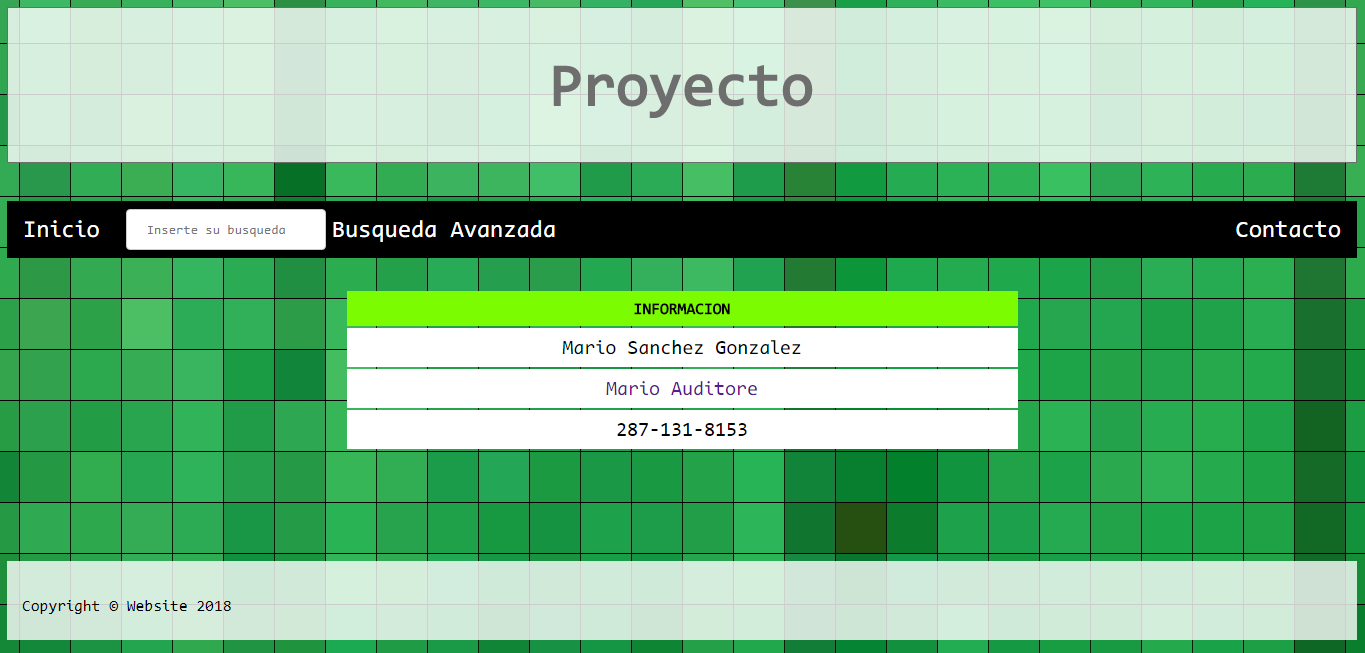 Proyecto
Inicio Inserte su busqueda Busqueda Avanzada Contacto
INFORMACION
Mario Sanchez Gonzalez
Mario Auditore
287-131-8153
Copyright © Website 2018